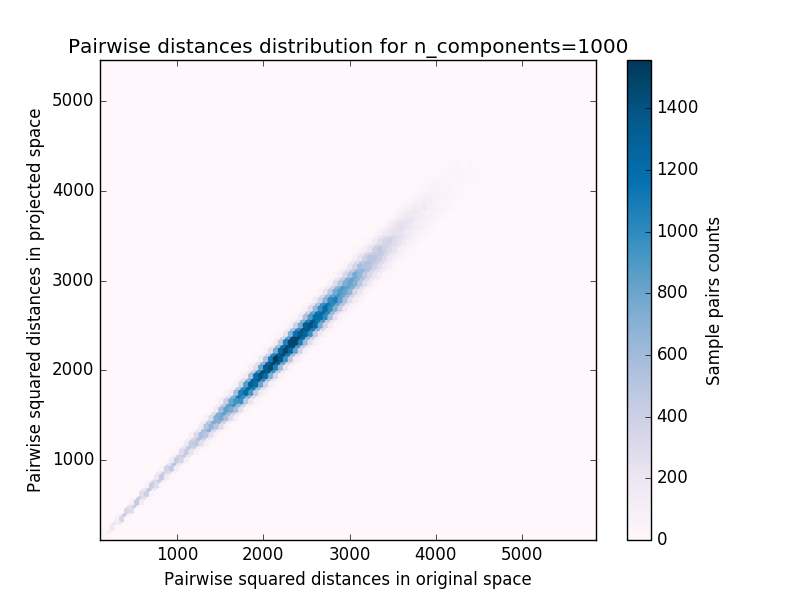 Pairwise distances distribution for n_components=1000
Pairwise squared distances in projected space
5000
4000
3000
2000
1000
1000 2000 3000 4000 5000
Pairwise squared distances in original space
1400
1200
1000
800
600
400
200
0
Sample pairs counts